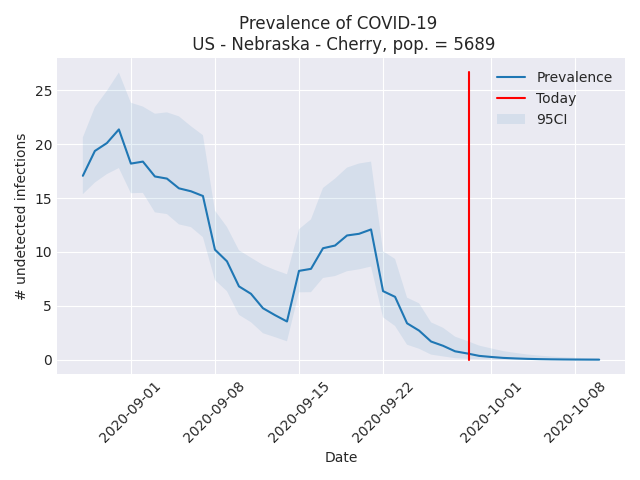 Prevalence of COVID-19
US - Nebraska - Cherry, pop. = 5689
Prevalence
Today
95CI
# undetected infections
25
20
15
10
5
0
2020-09-01
2020-09-08
2020-09-15
2020-09-22
2020-10-01
2020-10-08
Date